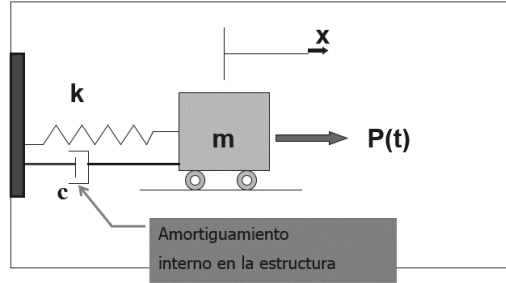 x
k
m
P(t)
c
Amortiguamiento
interno en la estructura